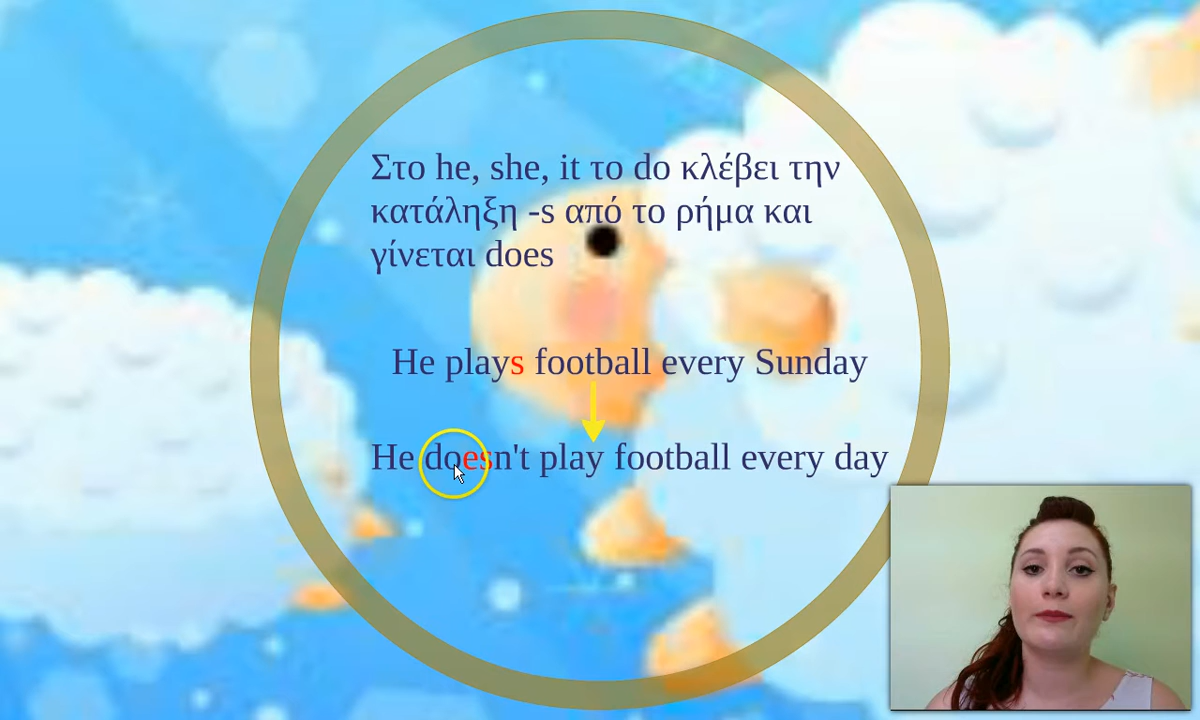 Στο he, she, it το do κλέβει την
κατάληξη -s από το ρήμα και
γίνεται does
He plays football every Sunday
He doesn't play football every day